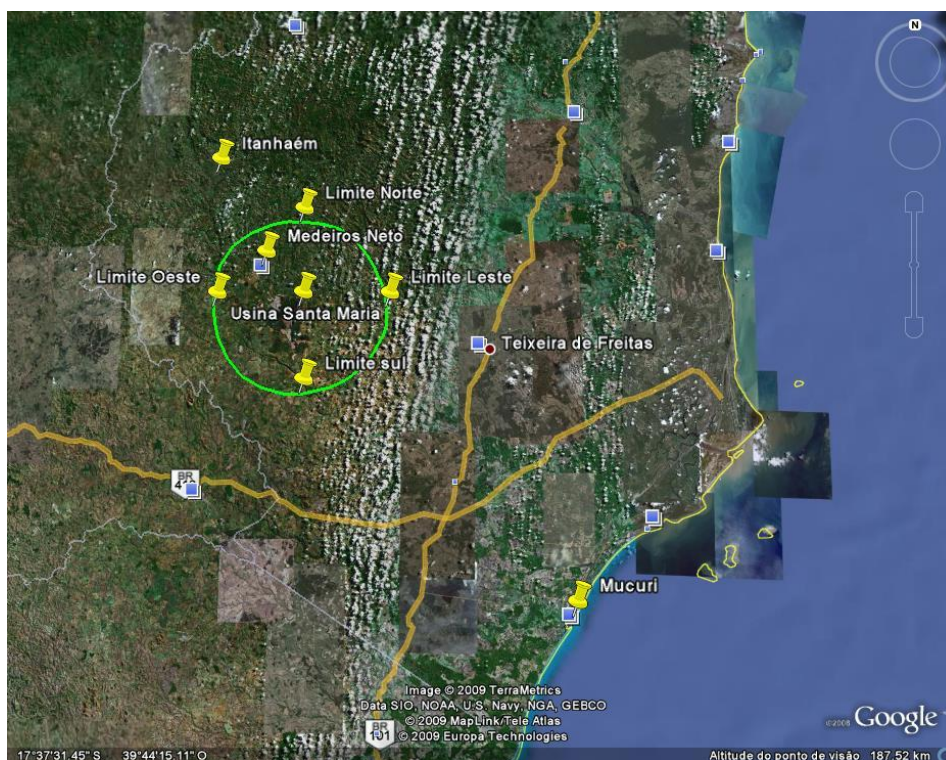 N
Itanhaém
Limite Norte
Medeiros Neto
Limite Oeste
Limite Leste
Usina Santa Maria
Teixeira de Freitas
Limite sul
BR
Mucuri
Image © 2009 TerraMetrics
Data SIO, NOAA, U.S. Navy, NGA, GEBCO
© 2009 MapLink/Tele Atlas
BR
101
© 2009 Europa Technologies
©2008 Google
17°37'31.45" S 39°44'15.11" O
Altitude do ponto de visão 187.52 km